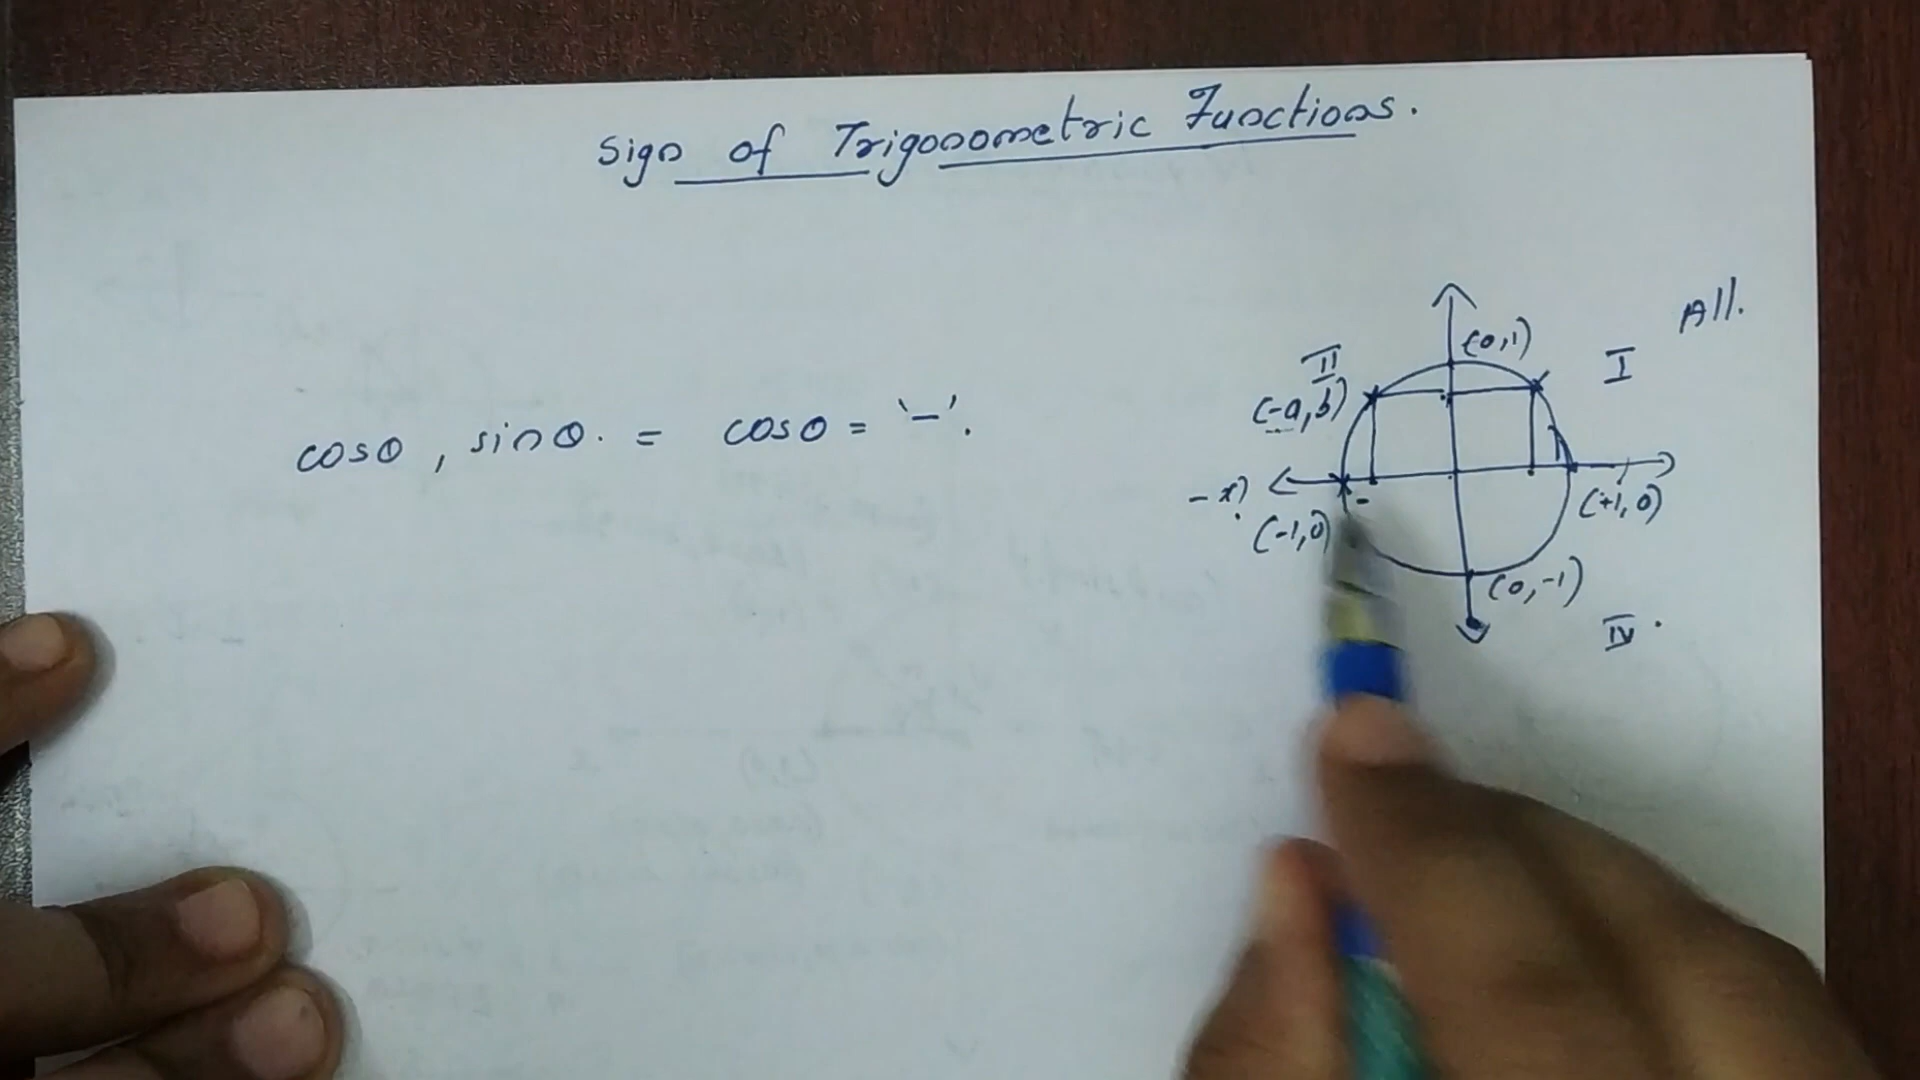 Sign of Trigonometric Functions.
All.
(0,1)
II
I
(-a, b)
cosθ , sinθ. = cosθ = '-'.
-x)
-
(-1,0)
(+1,0)
(0,-1)
IV.